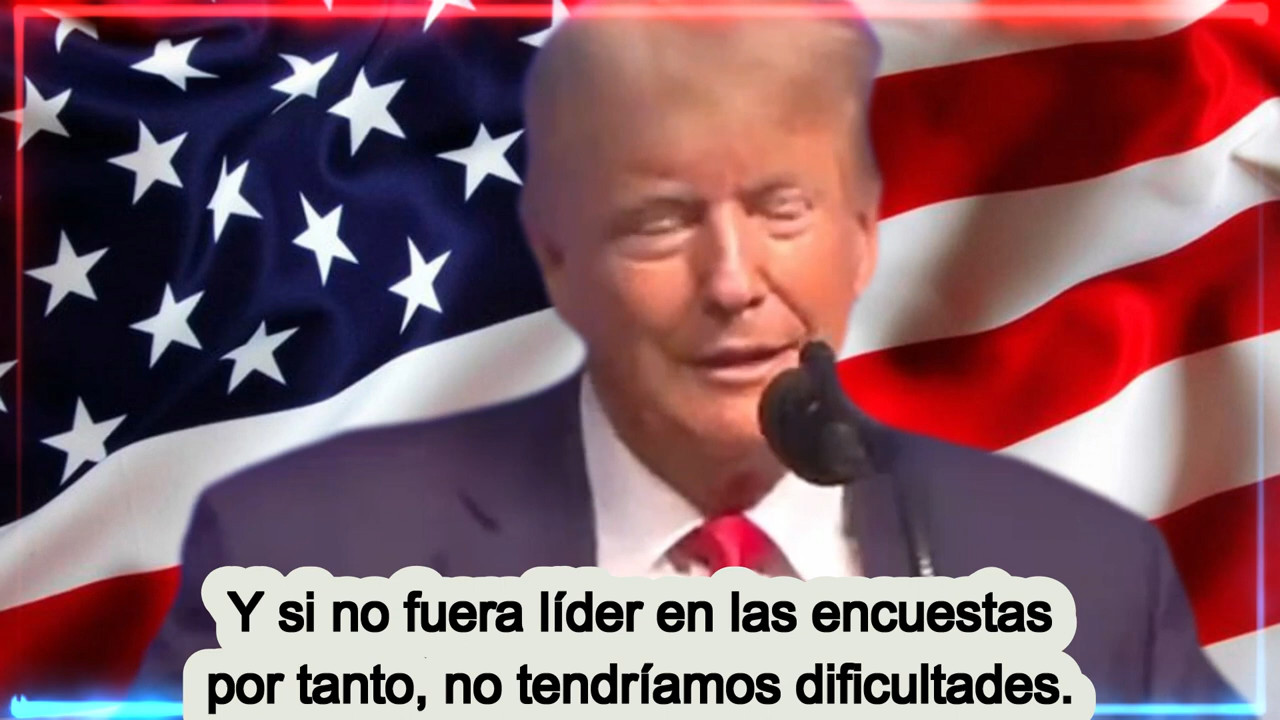 Y si no fuera líder en las encuestas
por tanto, no tendríamos dificultades.